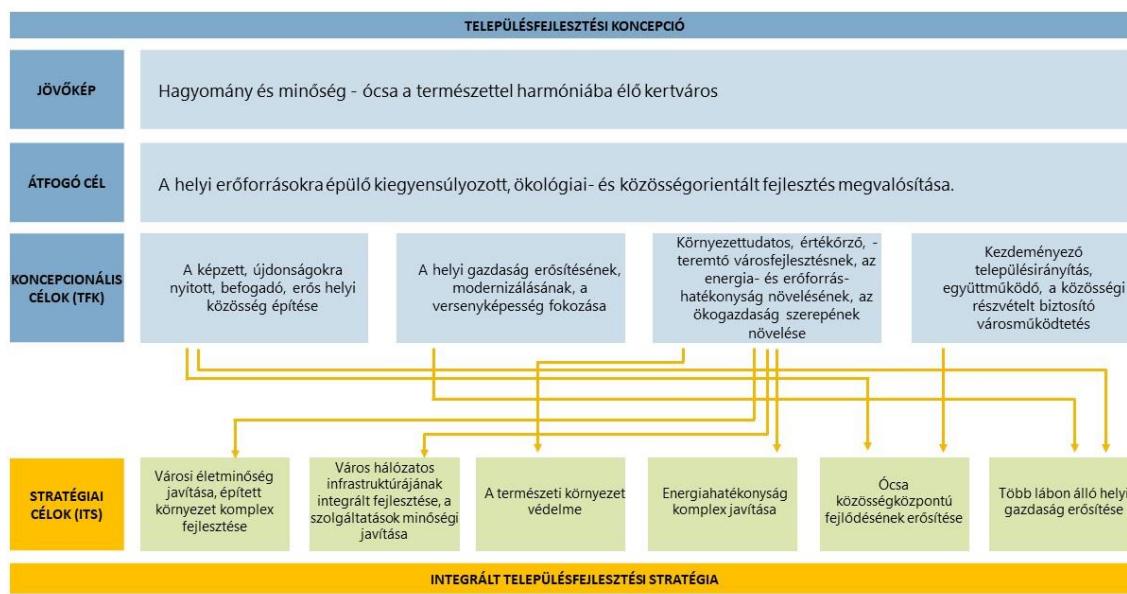 TELEPÜLÉSFEJLESZTÉSI KONCEPCIÓ
JÖVŐKÉP
Hagyomány és minőség - ócsa a természettel harmóniába élő kertváros
ÁTFOGÓ CÉL
A helyi erőforrásokra épülő kiegyensúlyozott, ökológiai- és közösségorientált fejlesztés megvalósítása.
KONCEPCIONÁLIS
CÉLOK (TFK)
A képzett, újdonságokra
nyitott, befogadó, erős helyi
közösség építése
A helyi gazdaság erősítésének,
modernizálásának, a
versenyképesség fokozása
Környezettudatos, értékőrző, -
teremtő városfejlesztésnek, az
energia- és erőforrás-
hatékonyság növelésének, az
ökogazdaság szerepének
növelése
Kezdeményező
településirányítás,
együttműködő, a közösségi
részvételt biztosító
városműködtetés
STRATÉGIAI
CÉLOK (ITS)
Városi életminőség
javítása, épített
környezet komplex
fejlesztése
Város hálózatos
infrastruktúrájának
integrált fejlesztése, a
szolgáltatások minőségi
javítása
A természeti környezet
védelme
Energiahatékonyság
komplex javítása
Ócsa
közösségközpontú
fejlődésének erősítése
Több lábon álló helyi
gazdaság erősítése
INTEGRÁLT TELEPÜLÉSFEJLESZTÉSI STRATÉGIA